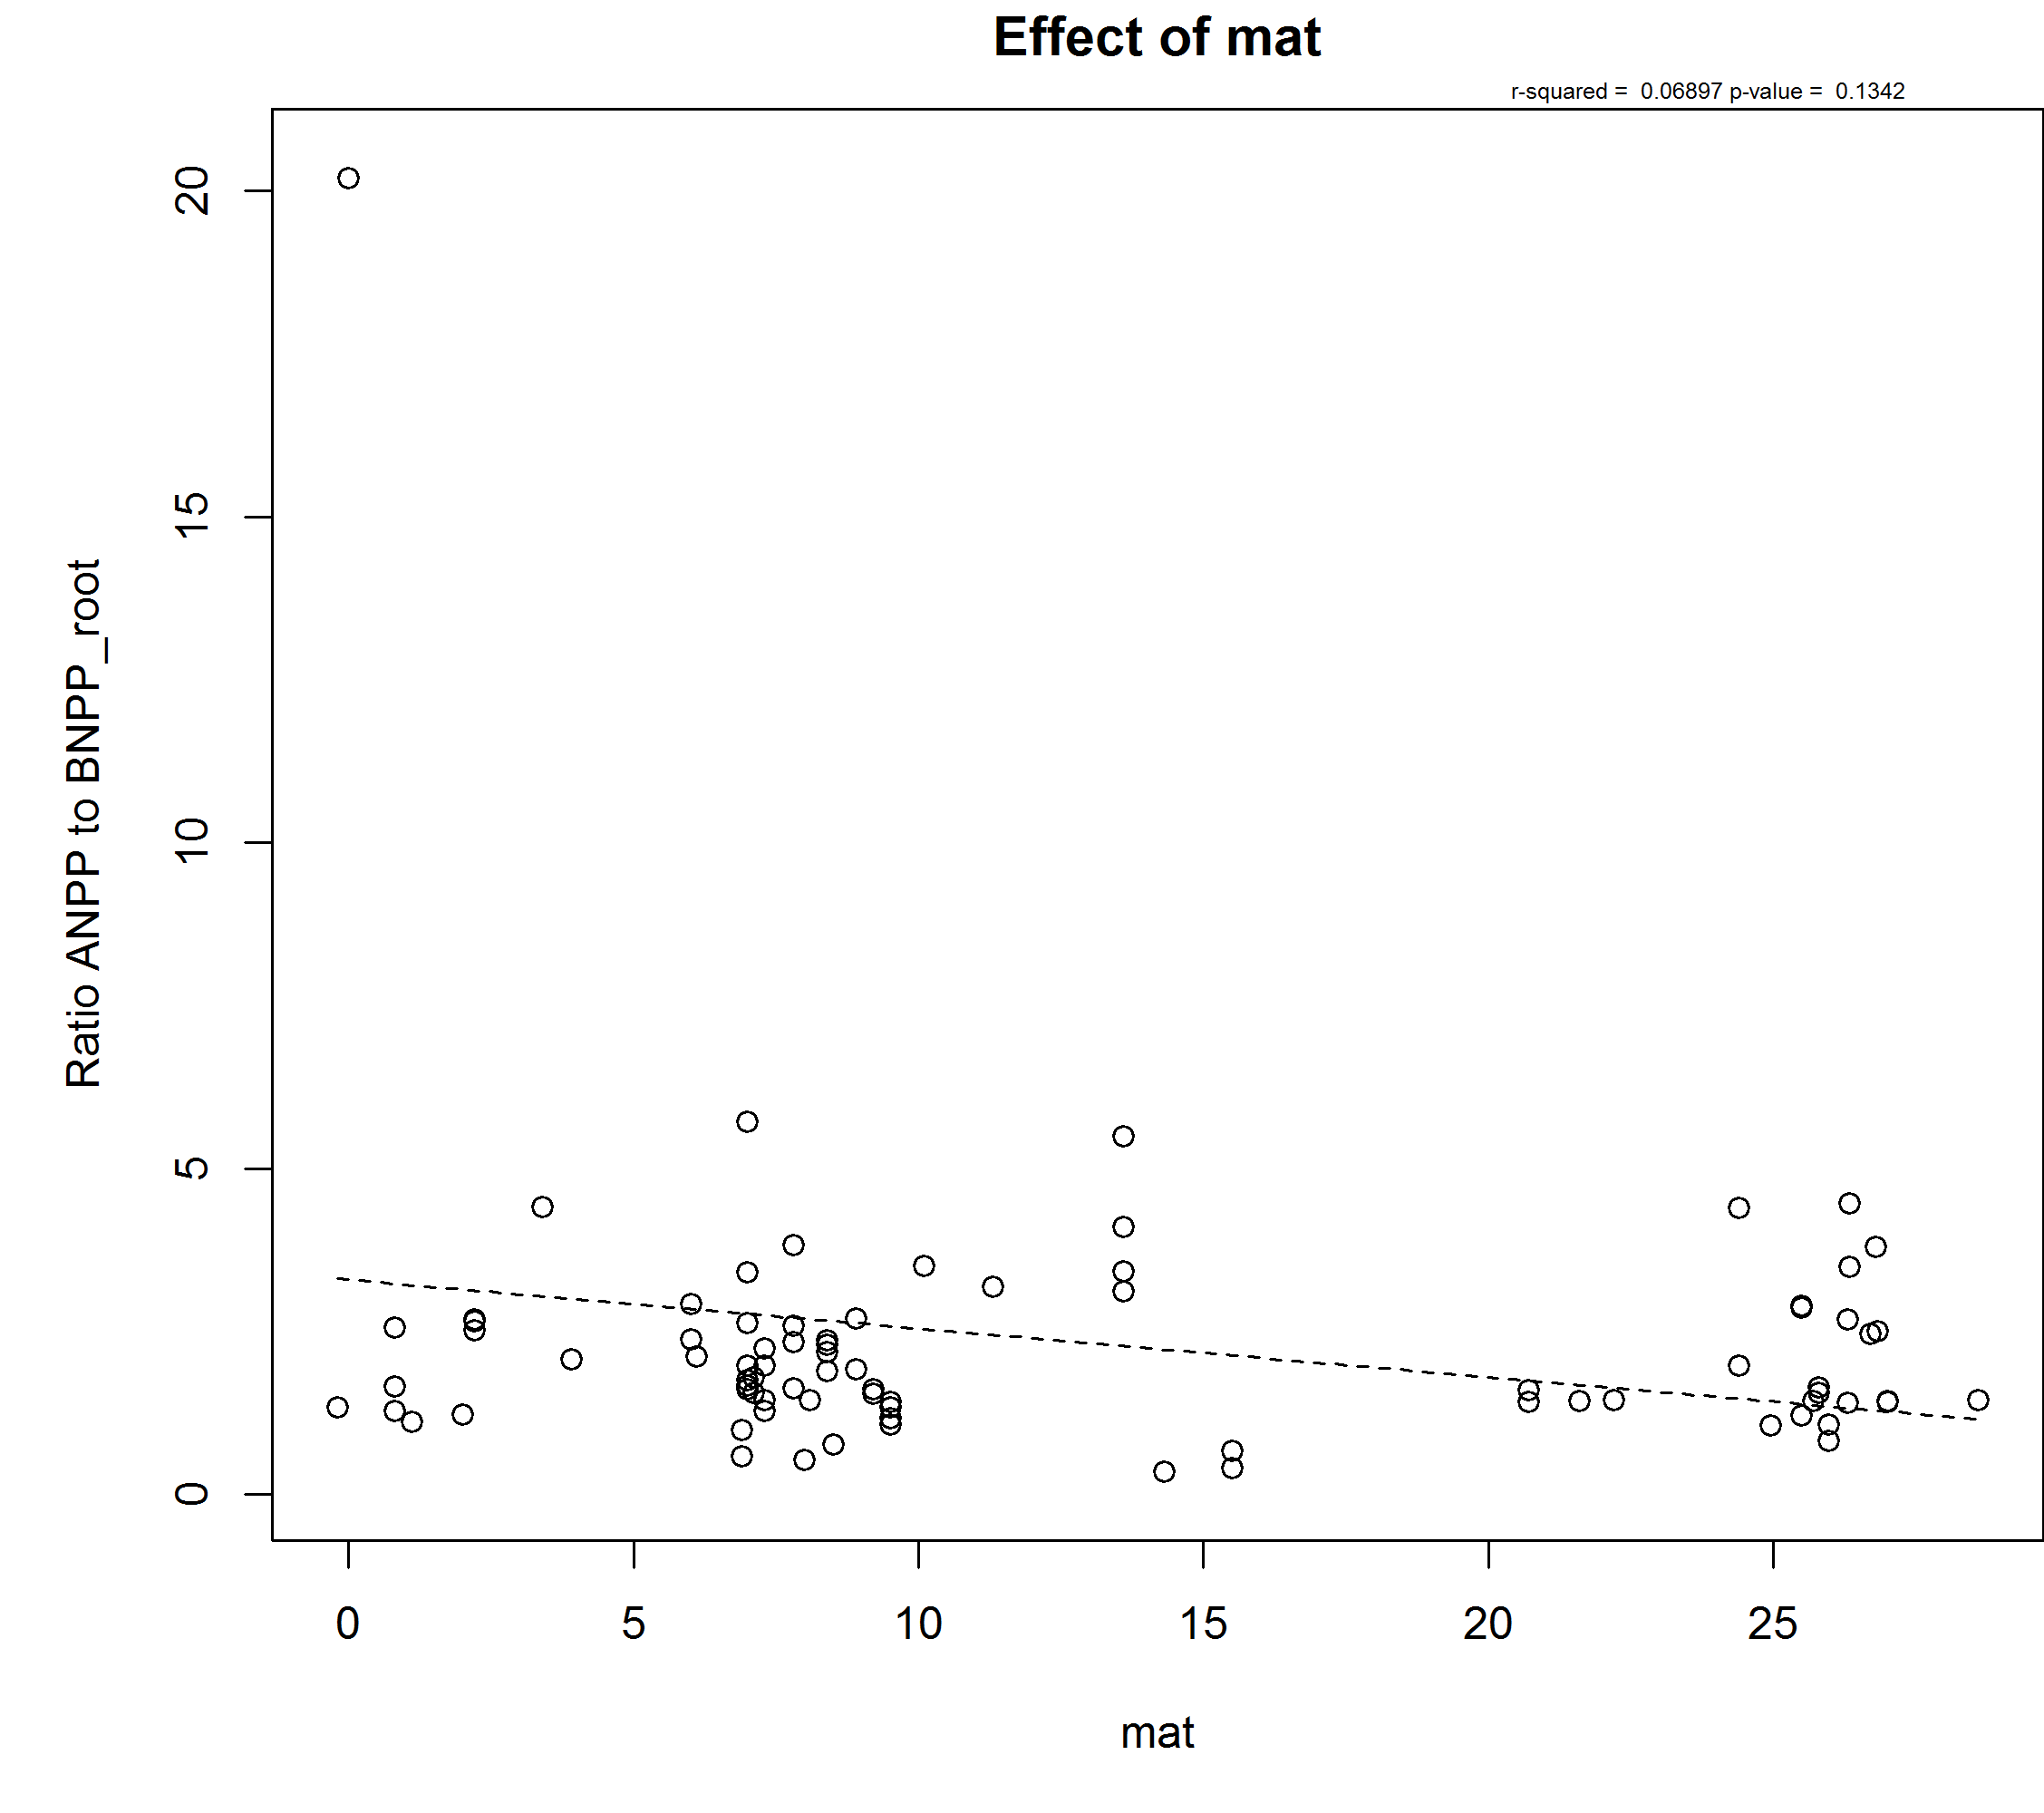 Effect of mat
r-squared = 0.06897 p-value = 0.1342
Ratio ANPP to BNPP_root
20
15
10
5
0
0 5 10 15 20 25
mat